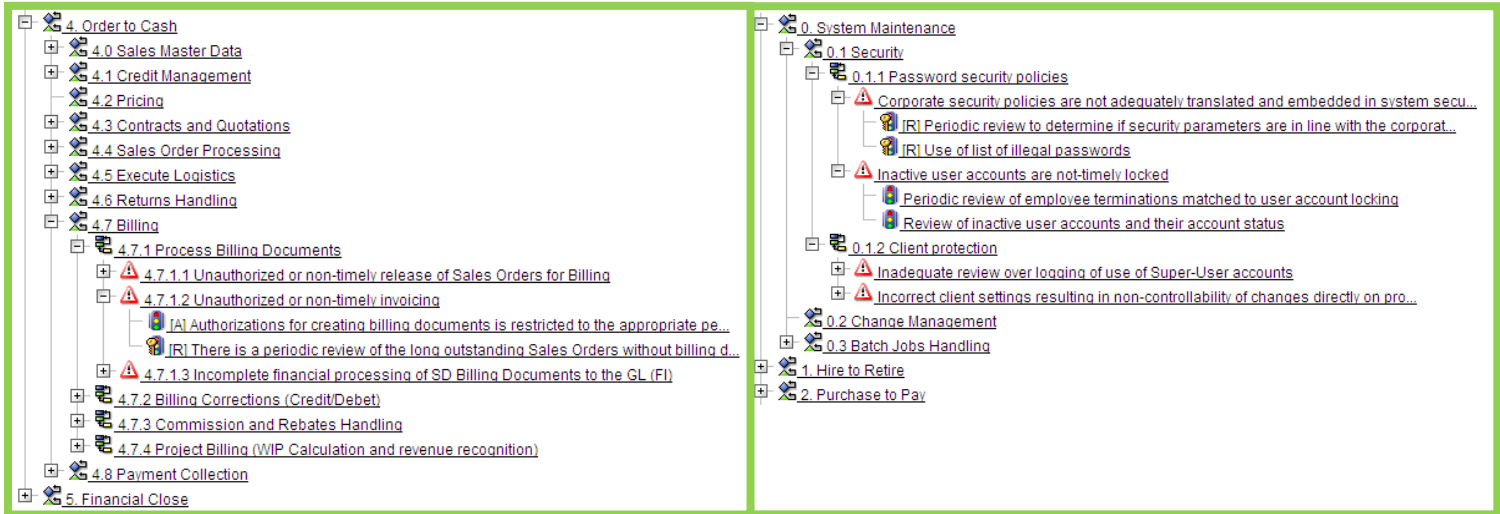 4. Order to Cash
4.0 Sales Master Data
4.1 Credit Management
4.2 Pricing
4.3 Contracts and Quotations
4.4 Sales Order Processing
4.5 Execute Logistics
4.6 Returns Handling
4.7 Billing
4.7.1 Process Billing Documents
4.7.1.1 Unauthorized or non-timely release of Sales Orders for Billing
4.7.1.2 Unauthorized or non-timely invoicing
[A] Authorizations for creating billing documents is restricted to the appropriate pe...
[R] There is a periodic review of the long outstanding Sales Orders without billing d...
4.7.1.3 Incomplete financial processing of SD Billing Documents to the GL (FI)
4.7.2 Billing Corrections (Credit/Debet)
4.7.3 Commission and Rebates Handling
4.7.4 Project Billing (WIP Calculation and revenue recognition)
4.8 Payment Collection
5. Financial Close
0. System Maintenance
0.1 Security
0.1.1 Password security policies
Corporate security policies are not adequately translated and embedded in system secu...
[R] Periodic review to determine if security parameters are in line with the corporat...
[R] Use of list of illegal passwords
Inactive user accounts are not-timely locked
Periodic review of employee terminations matched to user account locking
Review of inactive user accounts and their account status
0.1.2 Client protection
Inadequate review over logging of use of Super-User accounts
Incorrect client settings resulting in non-controllability of changes directly on pro...
0.2 Change Management
0.3 Batch Jobs Handling
1. Hire to Retire
2. Purchase to Pay